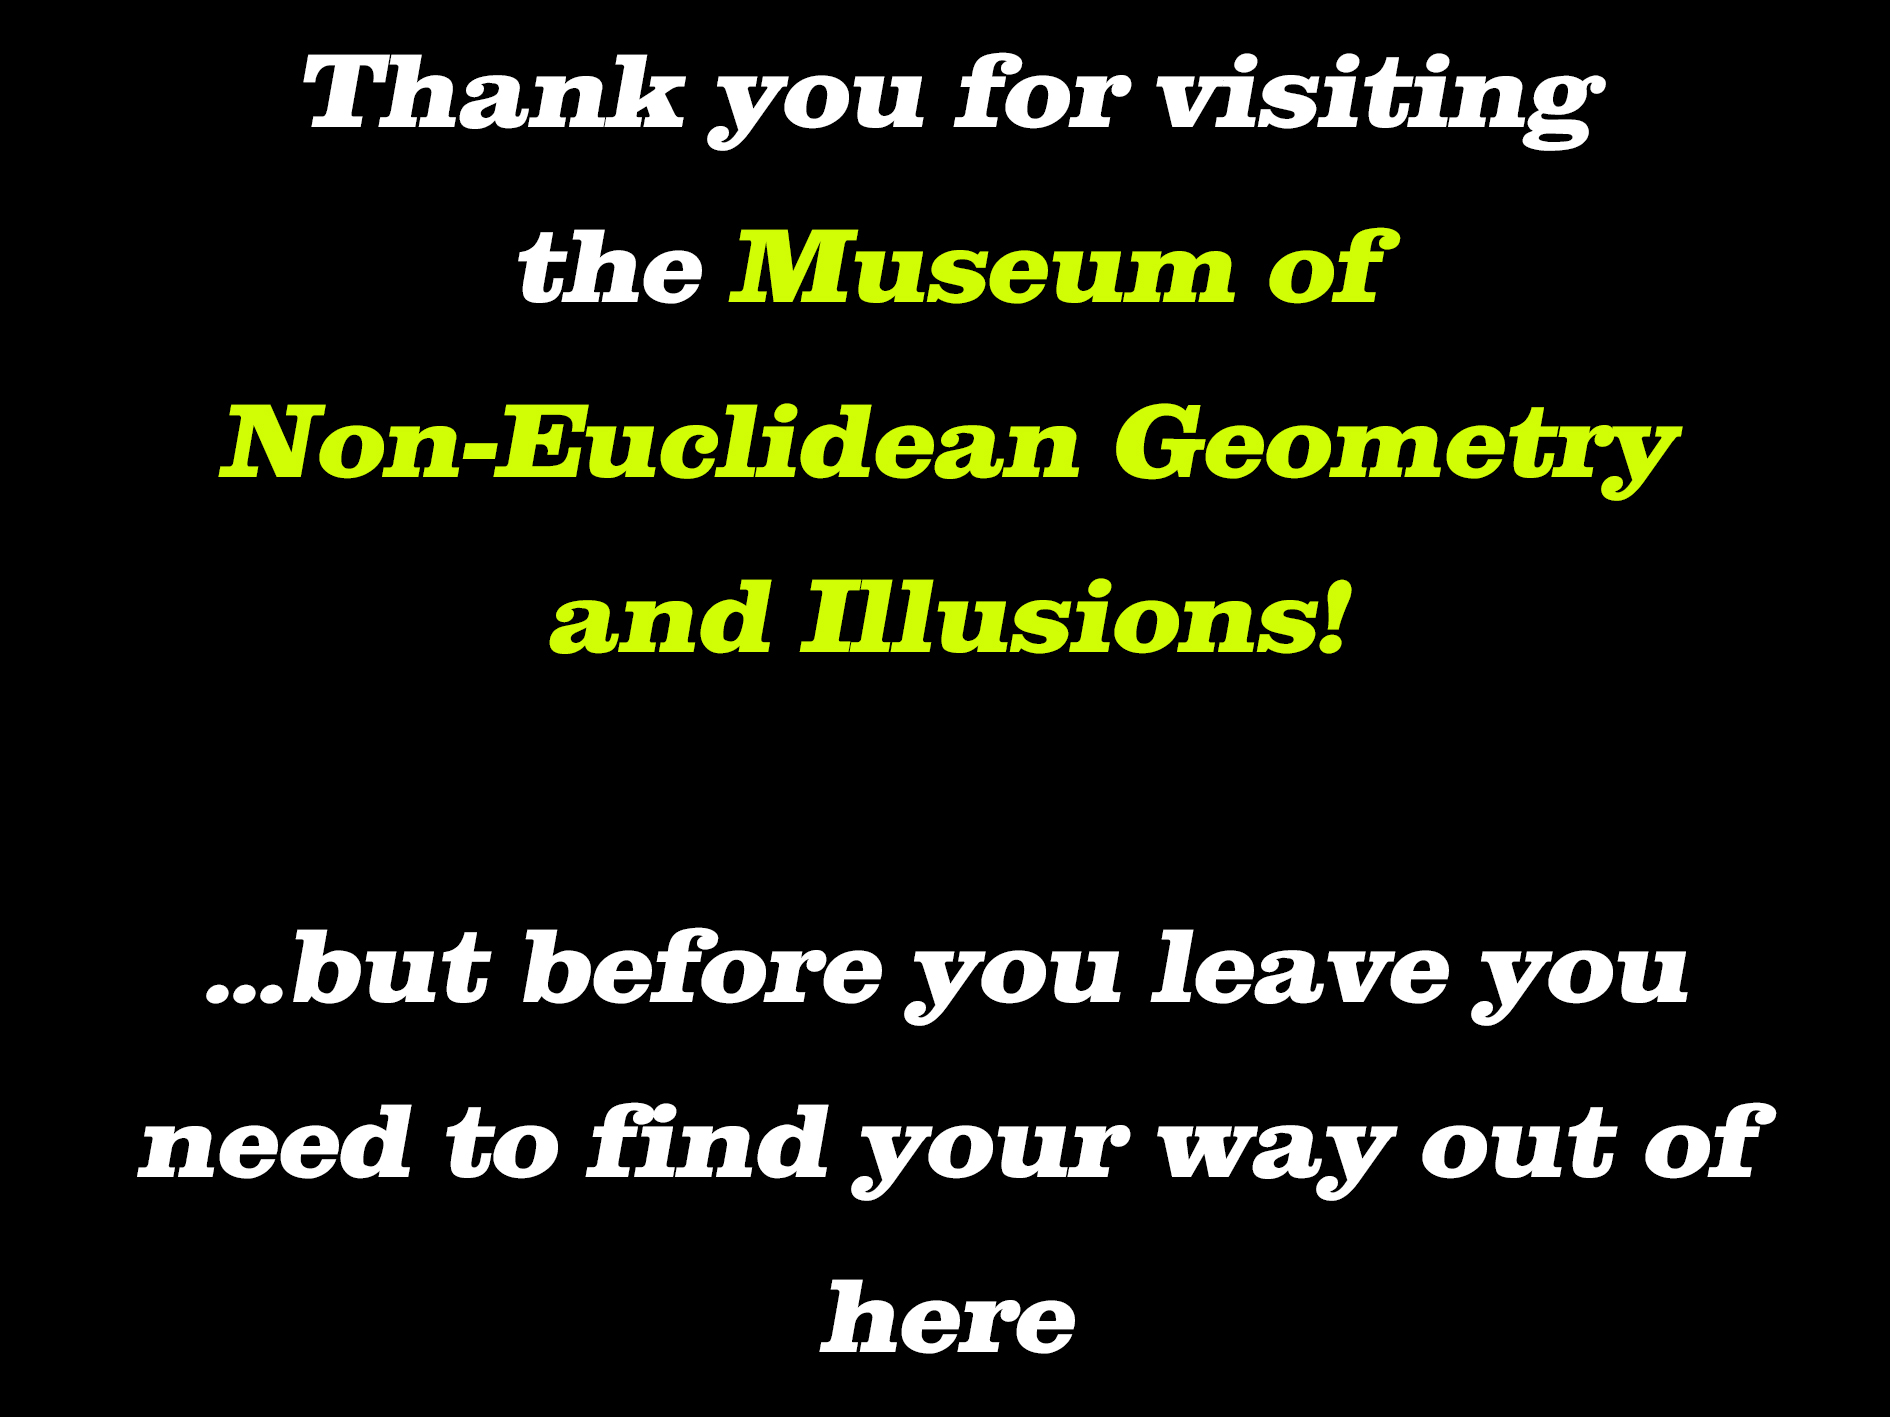 Thank you for visiting
the Museum of
Non-Euclidean Geometry
and Illusions!
...but before you leave you
need to find your way out of
here